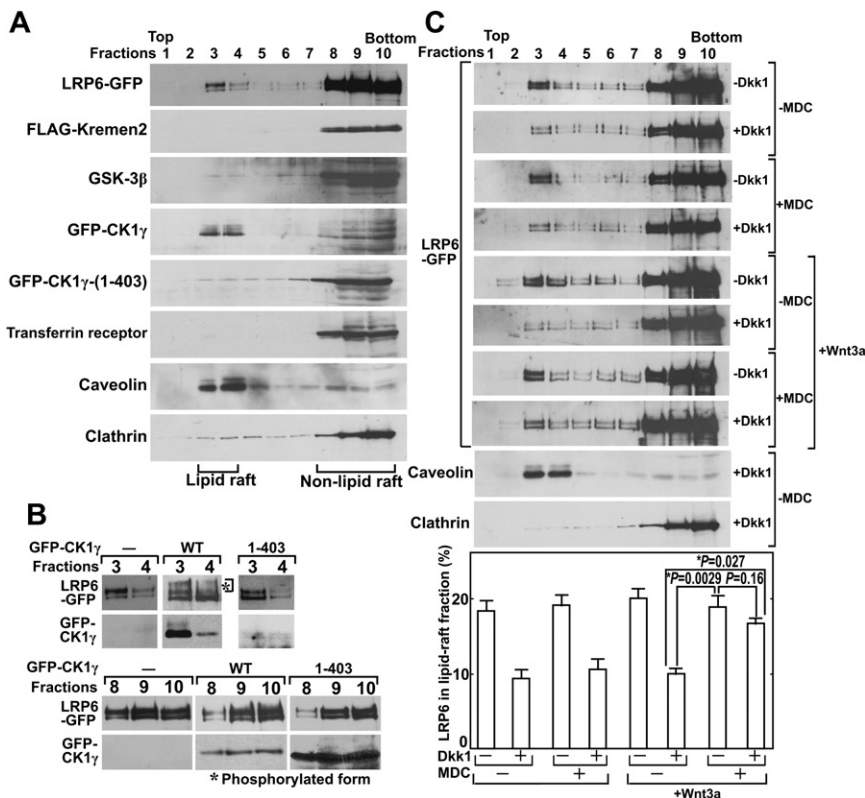 A
Top Bottom
Fractions 1 2 3 4 5 6 7 8 9 10
LRP6-GFP
FLAG-Kremen2
GSK-3β
GFP-CK1γ
GFP-CK1γ-(1-403)
Transferrin receptor
Caveolin
Clathrin
Lipid raft Non-lipid raft
B
GFP-CK1γ — WT 1-403
Fractions 3 4 3 4 3 4
LRP6
-GFP
*
GFP-
CK1γ
GFP-CK1γ — WT 1-403
Fractions 8 9 10 8 9 10 8 9 10
LRP6
-GFP
GFP-
CK1γ
* Phosphorylated form
C
Top Bottom
Fractions 1 2 3 4 5 6 7 8 9 10
LRP6
-GFP
-Dkk1
+Dkk1
-MDC
-Dkk1
+Dkk1
+MDC
-Dkk1
+Dkk1
-MDC
-Dkk1
+Dkk1
+MDC
+Wnt3a
Caveolin +Dkk1
Clathrin +Dkk1
-MDC
LRP6 in lipid-raft fraction (%)
20
10
0
*P=0.027
*P=0.0029 P=0.16
Dkk1 — + — + — + — +
MDC — + — +
+Wnt3a